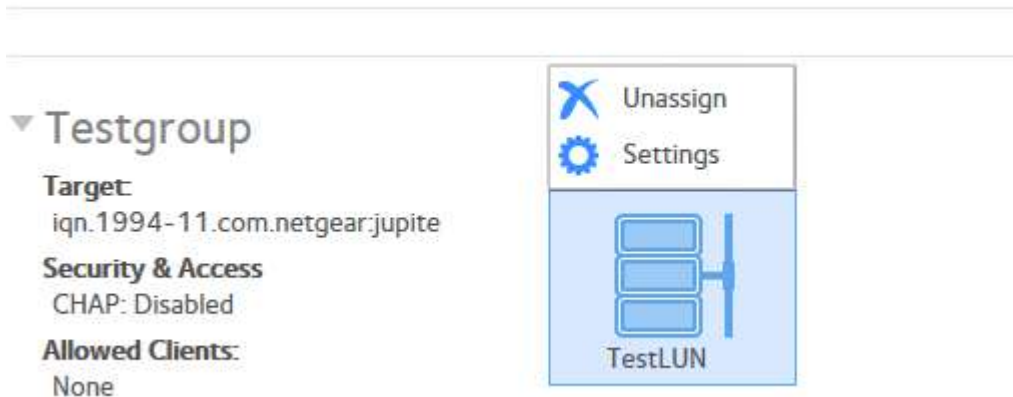 Testgroup
Target:
iqn.1994-11.com.netgear:jupite
Security & Access
CHAP: Disabled
Allowed Clients:
None
Unassign
Settings
TestLUN